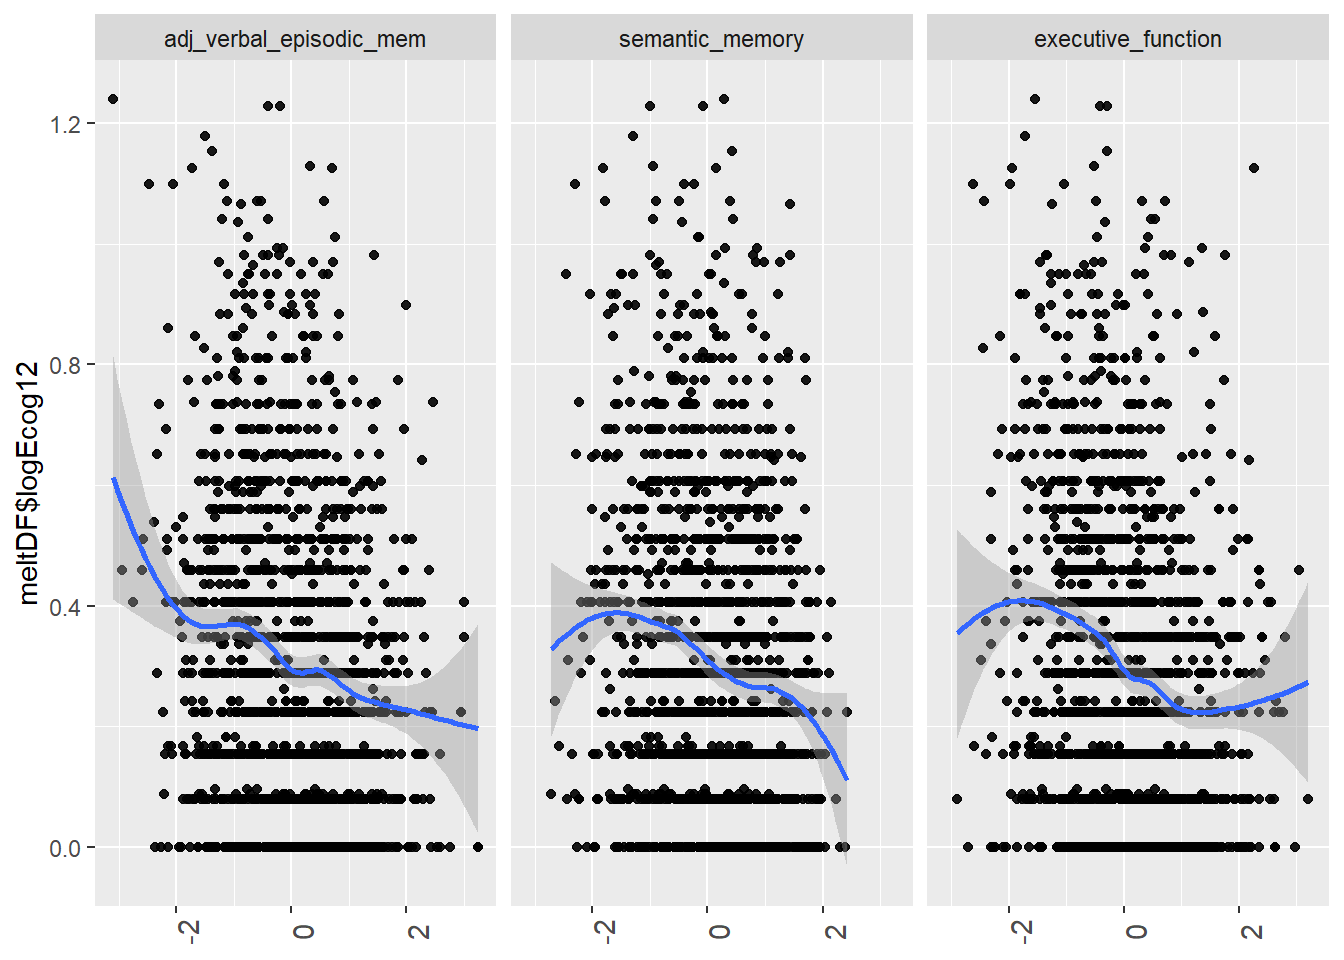 adj_verbal_episodic_mem
semantic_memory
executive_function
meltDF$logEcog12
1.2
0.8
0.4
0.0
-2 0 2
-2 0 2
-2 0 2